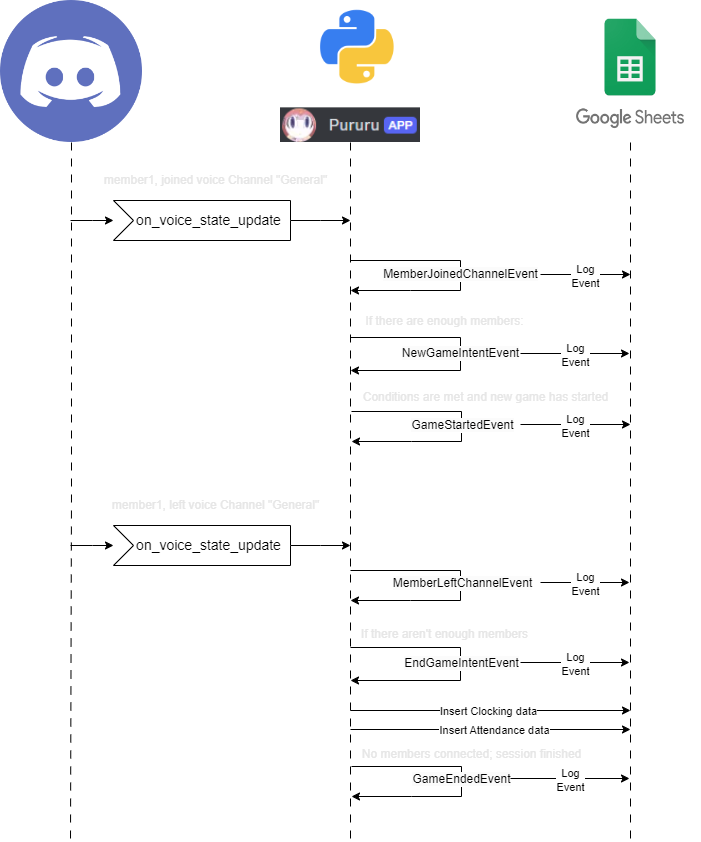 Pururu APP
Google Sheets
member1, joined voice Channel "General"
on_voice_state_update
MemberJoinedChannelEvent
Log
Event
If there are enough members:
NewGameIntentEvent
Log
Event
Conditions are met and new game has started
GameStartedEvent
Log
Event
member1, left voice Channel "General"
on_voice_state_update
MemberLeftChannelEvent
Log
Event
If there aren't enough members
EndGameIntentEvent
Log
Event
Insert Clocking data
Insert Attendance data
No members connected; session finished
GameEndedEvent
Log
Event